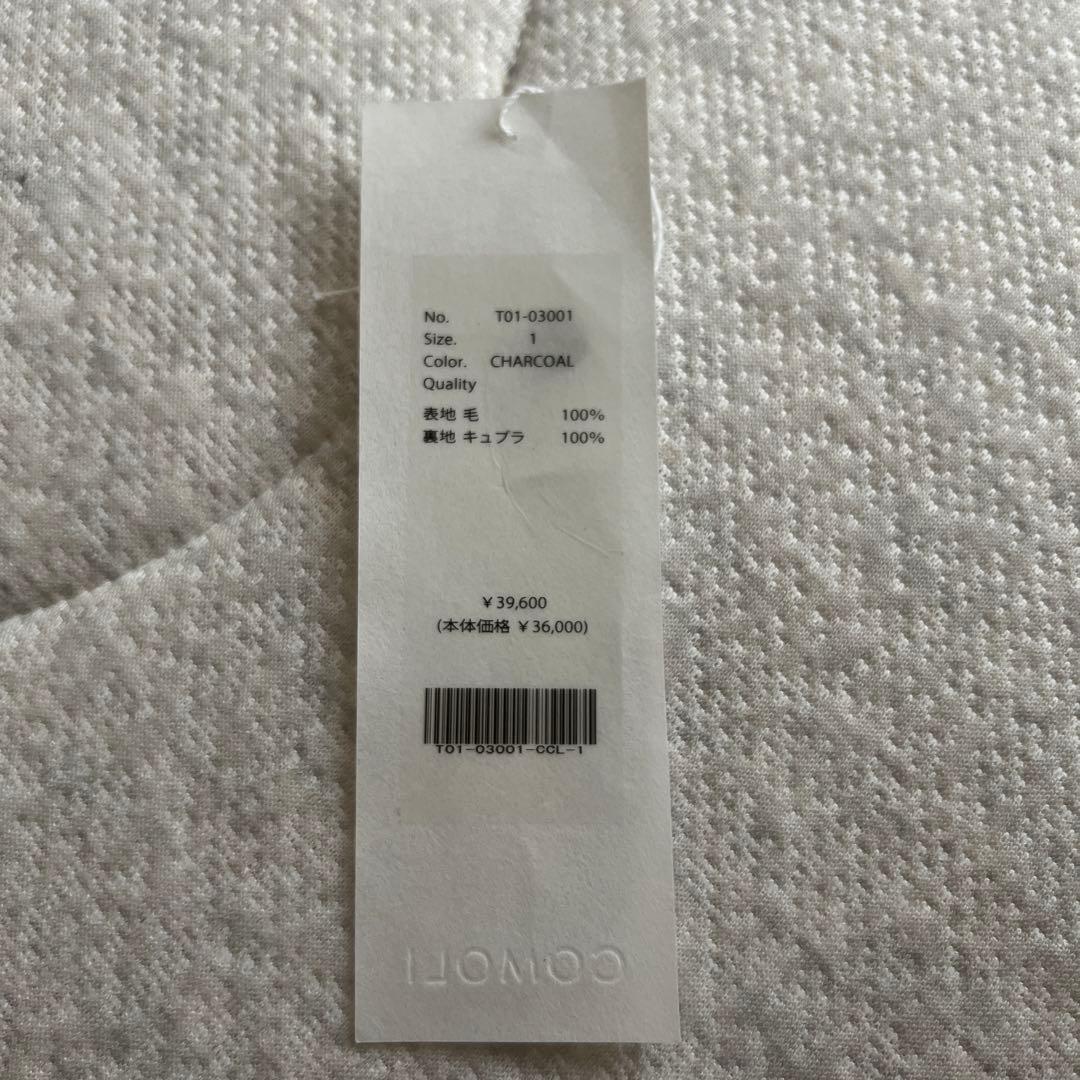 No. T01-03001
Size. 1
Color. CHARCOAL
Quality
表地 毛 100%
裏地 キュプラ 100%
¥39,600
(本体価格 ¥36,000)
T01-03001-CCL-1
COMOLI